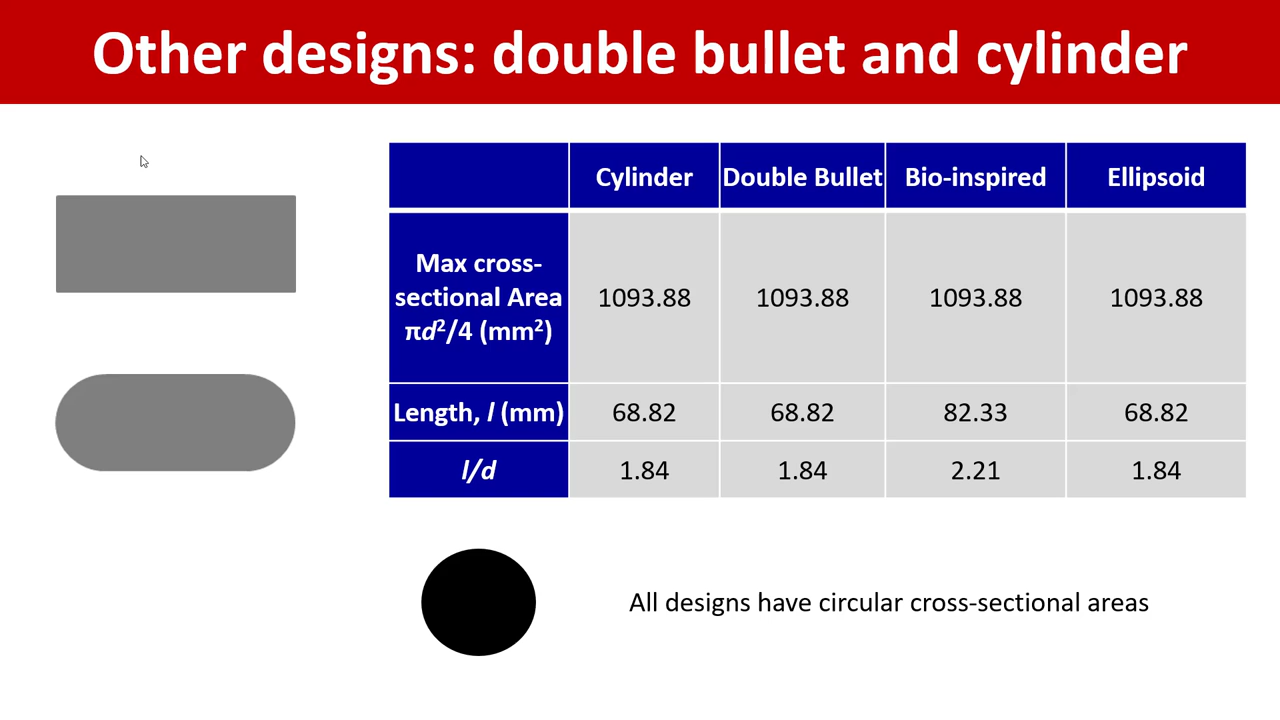 Other designs: double bullet and cylinder
Cylinder Double Bullet Bio-inspired Ellipsoid
Max cross-
sectional Area
πd²/4 (mm²) 1093.88 1093.88 1093.88 1093.88
Length, l (mm) 68.82 68.82 82.33 68.82
l/d 1.84 1.84 2.21 1.84
All designs have circular cross-sectional areas